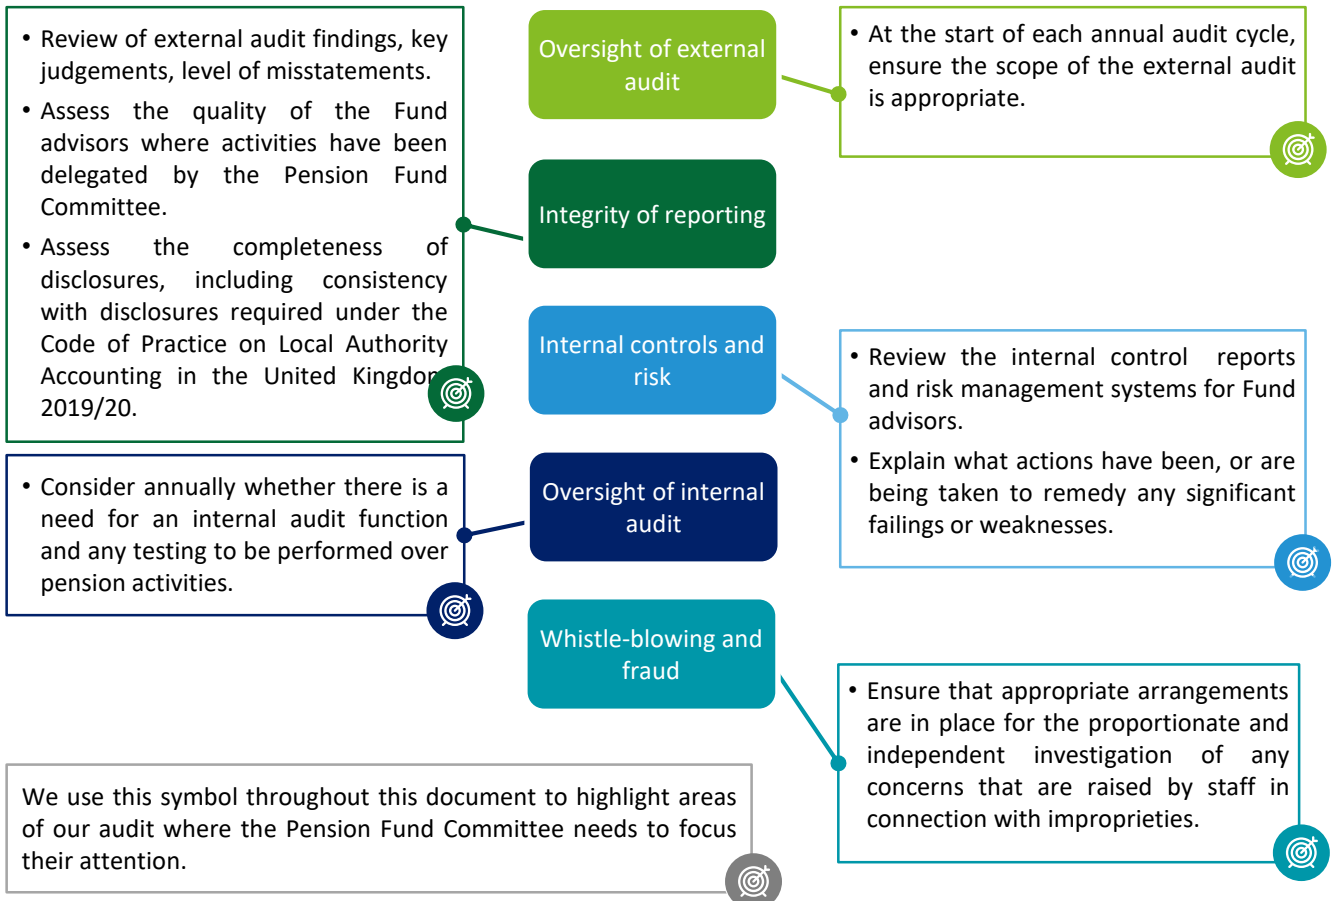 • Review of external audit findings, key
judgements, level of misstatements.
• Assess the quality of the Fund
advisors where activities have been
delegated by the Pension Fund
Committee.
• Assess the completeness of
disclosures, including consistency
with disclosures required under the
Code of Practice on Local Authority
Accounting in the United Kingdom
2019/20.
• Consider annually whether there is a
need for an internal audit function
and any testing to be performed over
pension activities.
Oversight of external
audit
Integrity of reporting
Internal controls and
risk
Oversight of internal
audit
Whistle-blowing and
fraud
• At the start of each annual audit cycle,
ensure the scope of the external audit
is appropriate.
• Review the internal control reports
and risk management systems for Fund
advisors.
• Explain what actions have been, or are
being taken to remedy any significant
failings or weaknesses.
• Ensure that appropriate arrangements
are in place for the proportionate and
independent investigation of any
concerns that are raised by staff in
connection with improprieties.
We use this symbol throughout this document to highlight areas
of our audit where the Pension Fund Committee needs to focus
their attention.